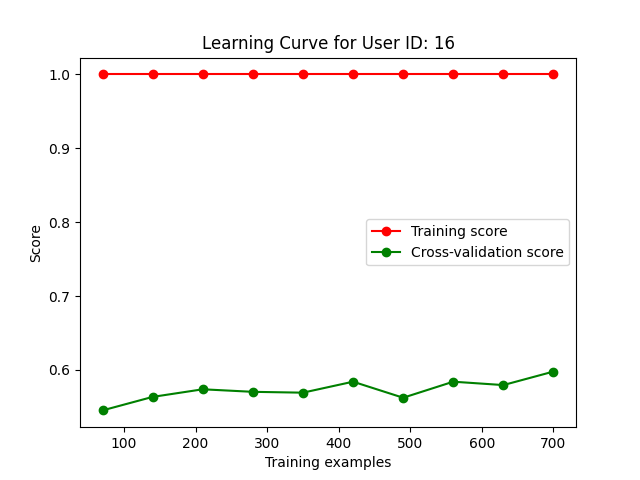 Learning Curve for User ID: 16
1.0
0.9
0.8
0.7
0.6
Score
Training score
Cross-validation score
100 200 300 400 500 600 700
Training examples